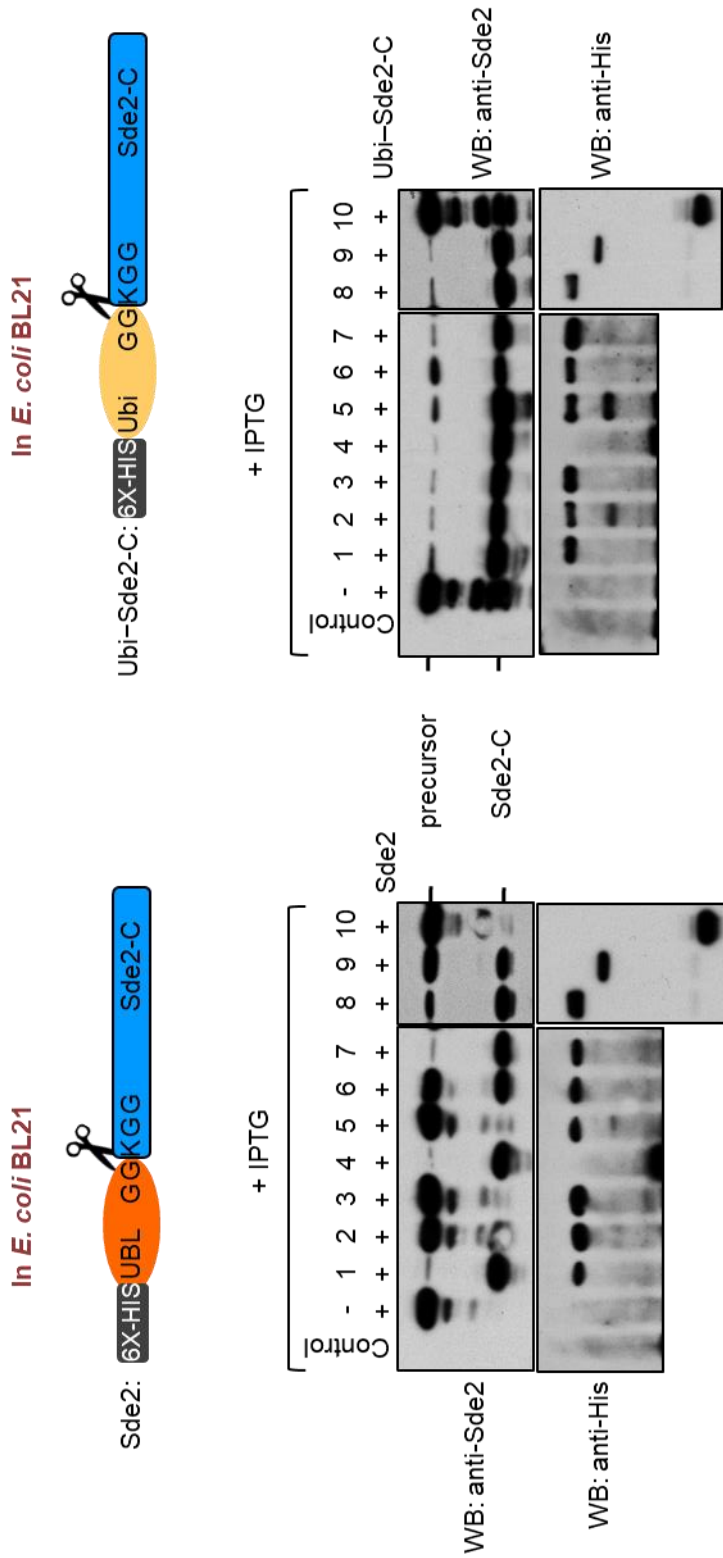 In E. coli BL21
Sde2: 6X-HIS UBL GG KGG Sde2-C
+ IPTG
Control - 1 2 3 4 5 6 7 8 9 10
+ + + + + + + + + + + Sde2
WB: anti-Sde2
precursor
Sde2-C
WB: anti-His
In E. coli BL21
Ubi–Sde2-C: 6X-HIS Ubi GG KGG Sde2-C
+ IPTG
Control - 1 2 3 4 5 6 7 8 9 10
+ + + + + + + + + + + Ubi–Sde2-C
WB: anti-Sde2
WB: anti-His